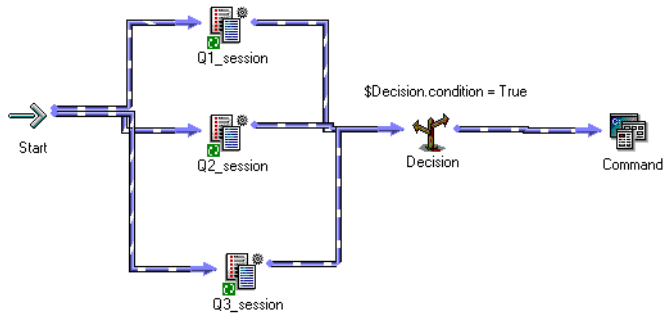 Q1_session
$Decision.condition = True
Start
Q2_session
Decision
Command
Q3_session